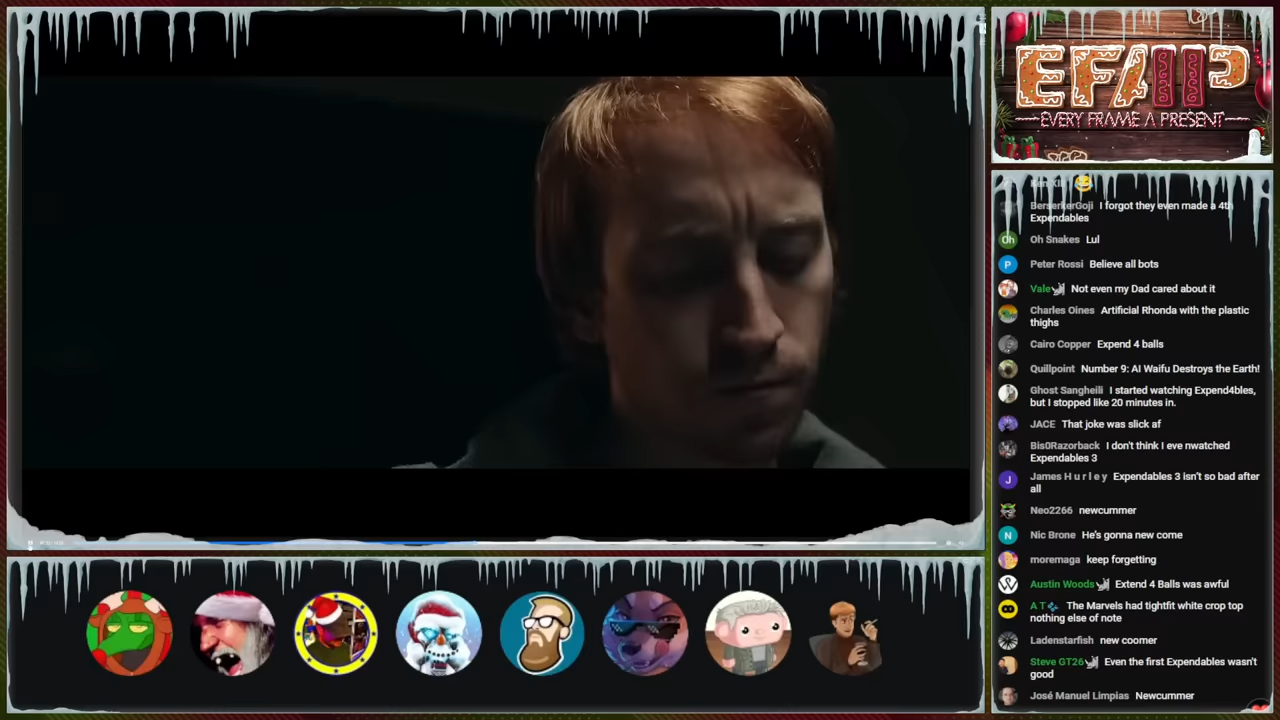 EFAP
EVERY FRAME A PRESENT
BerserkerGoji I forgot they even made a 4th
Expendables
Oh
Oh Snakes Lul
P
Peter Rossi Believe all bots
Vale Not even my Dad cared about it
Charles Oines Artificial Rhonda with the plastic
thighs
Cairo Copper Expend 4 balls
Quillpoint Number 9: AI Waifu Destroys the Earth!
Ghost Sangheili I started watching Expend4bles,
but I stopped like 20 minutes in.
JACE That joke was slick af
Bis0Razorback I don't think I eve nwatched
Expendables 3
J
James H u r l e y Expendables 3 isn't so bad after
all
Neo2266 newcummer
N
Nic Brone He's gonna new come
moremaga keep forgetting
Austin Woods Extend 4 Balls was awful
A T The Marvels had tightfit white crop top
nothing else of note
Ladenstarfish new coomer
Steve GT26 Even the first Expendables wasn't
good
José Manuel Limpias Newcummer